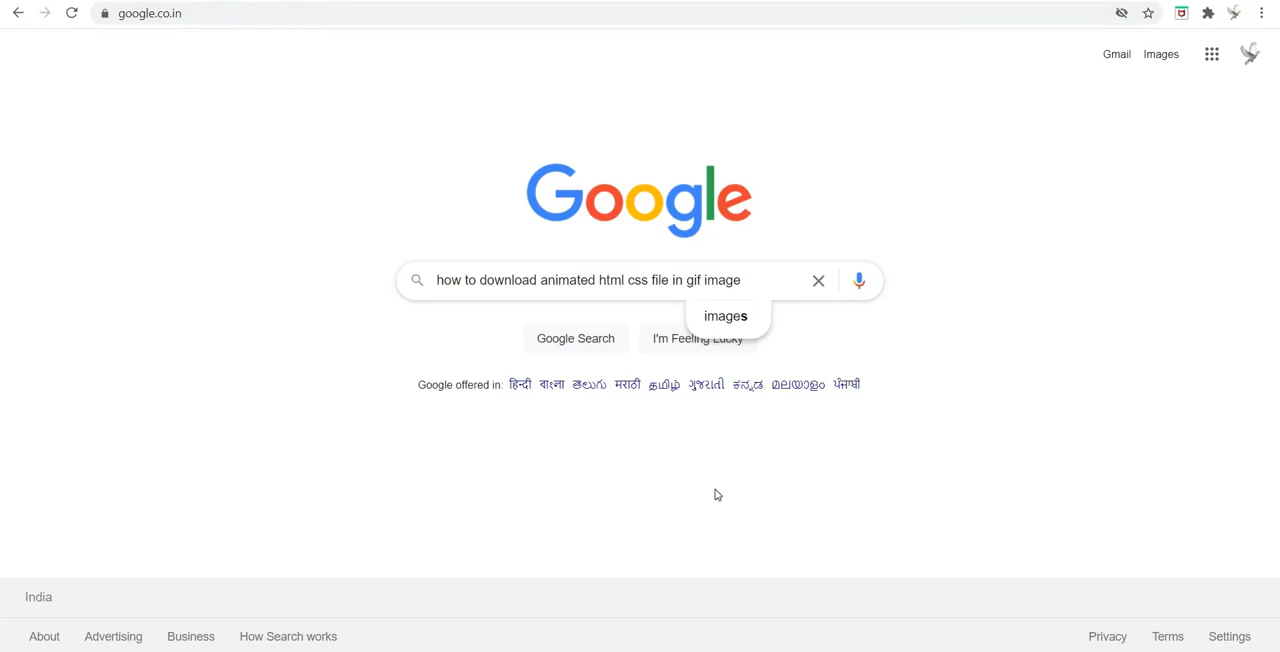 google.co.in
Gmail Images
Google
how to download animated html css file in gif image
images
Google Search I'm Feeling Lucky
Google offered in: हिन्दी বাংলা తెలుగు मराठी தமிழ் ગુજરાતી ಕನ್ನಡ മലയാളം ਪੰਜਾਬੀ
India
About Advertising Business How Search works Privacy Terms Settings